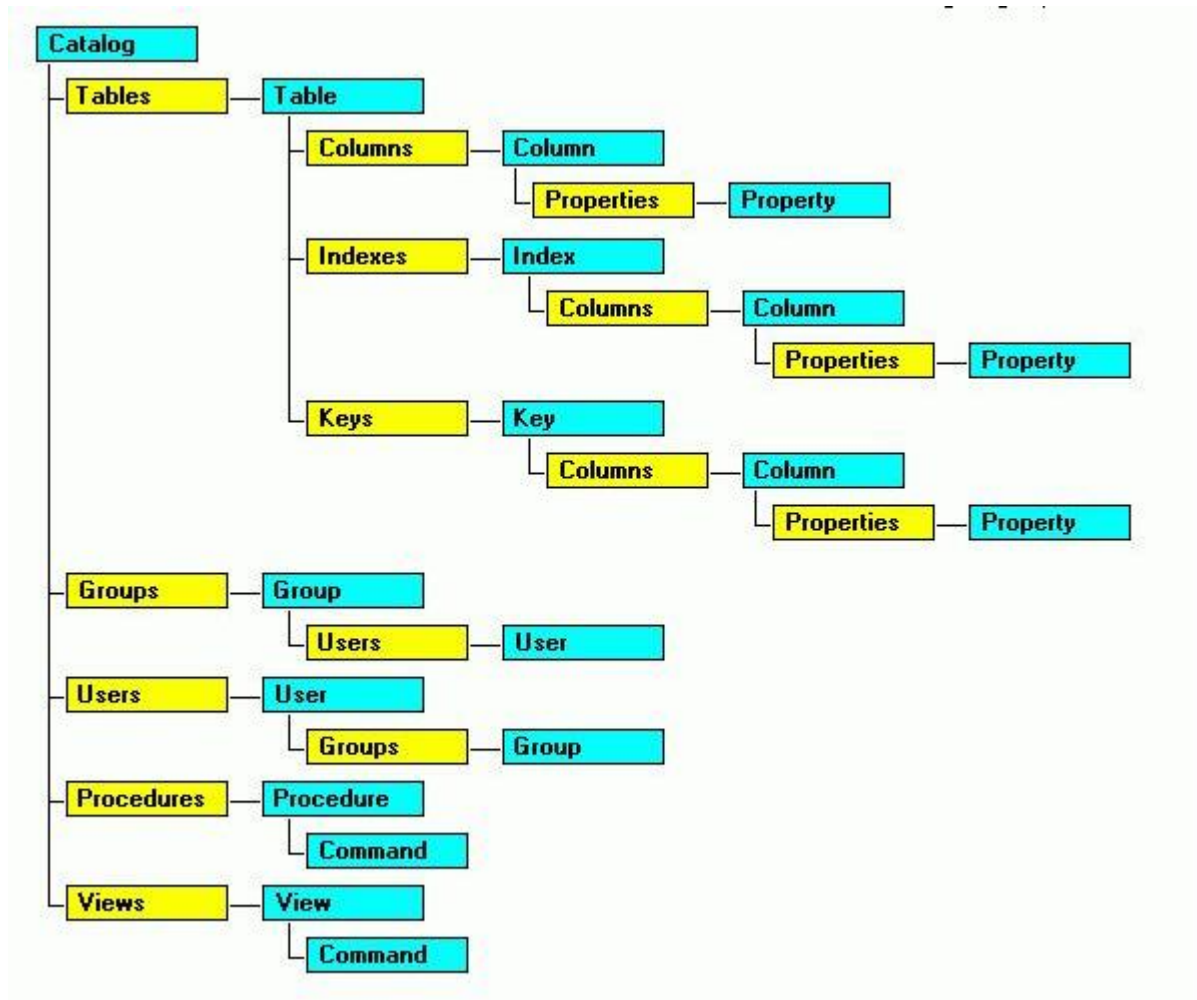 Catalog
Tables Table
Columns Column
Properties Property
Indexes Index
Columns Column
Properties Property
Keys Key
Columns Column
Properties Property
Groups Group
Users User
Users User
Groups Group
Procedures Procedure
Command
Views View
Command